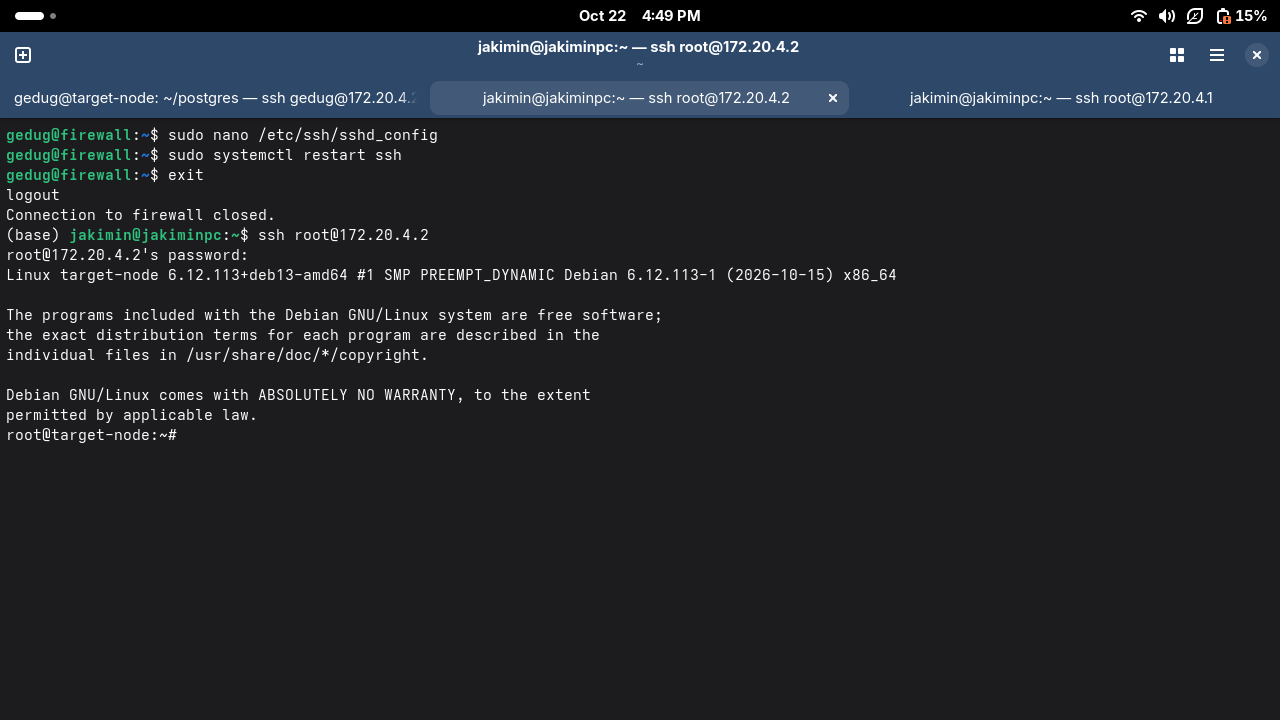 Oct 22 4:49 PM
15%
jakimin@jakiminpc:~ — ssh root@172.20.4.2
~
gedug@target-node: ~/postgres — ssh gedug@172.20.4.2
jakimin@jakiminpc:~ — ssh root@172.20.4.2
jakimin@jakiminpc:~ — ssh root@172.20.4.1
gedug@firewall:~$ sudo nano /etc/ssh/sshd_config
gedug@firewall:~$ sudo systemctl restart ssh
gedug@firewall:~$ exit
logout
Connection to firewall closed.
(base) jakimin@jakiminpc:~$ ssh root@172.20.4.2
root@172.20.4.2's password:
Linux target-node 6.12.113+deb13-amd64 #1 SMP PREEMPT_DYNAMIC Debian 6.12.113-1 (2026-10-15) x86_64
The programs included with the Debian GNU/Linux system are free software;
the exact distribution terms for each program are described in the
individual files in /usr/share/doc/*/copyright.
Debian GNU/Linux comes with ABSOLUTELY NO WARRANTY, to the extent
permitted by applicable law.
root@target-node:~#